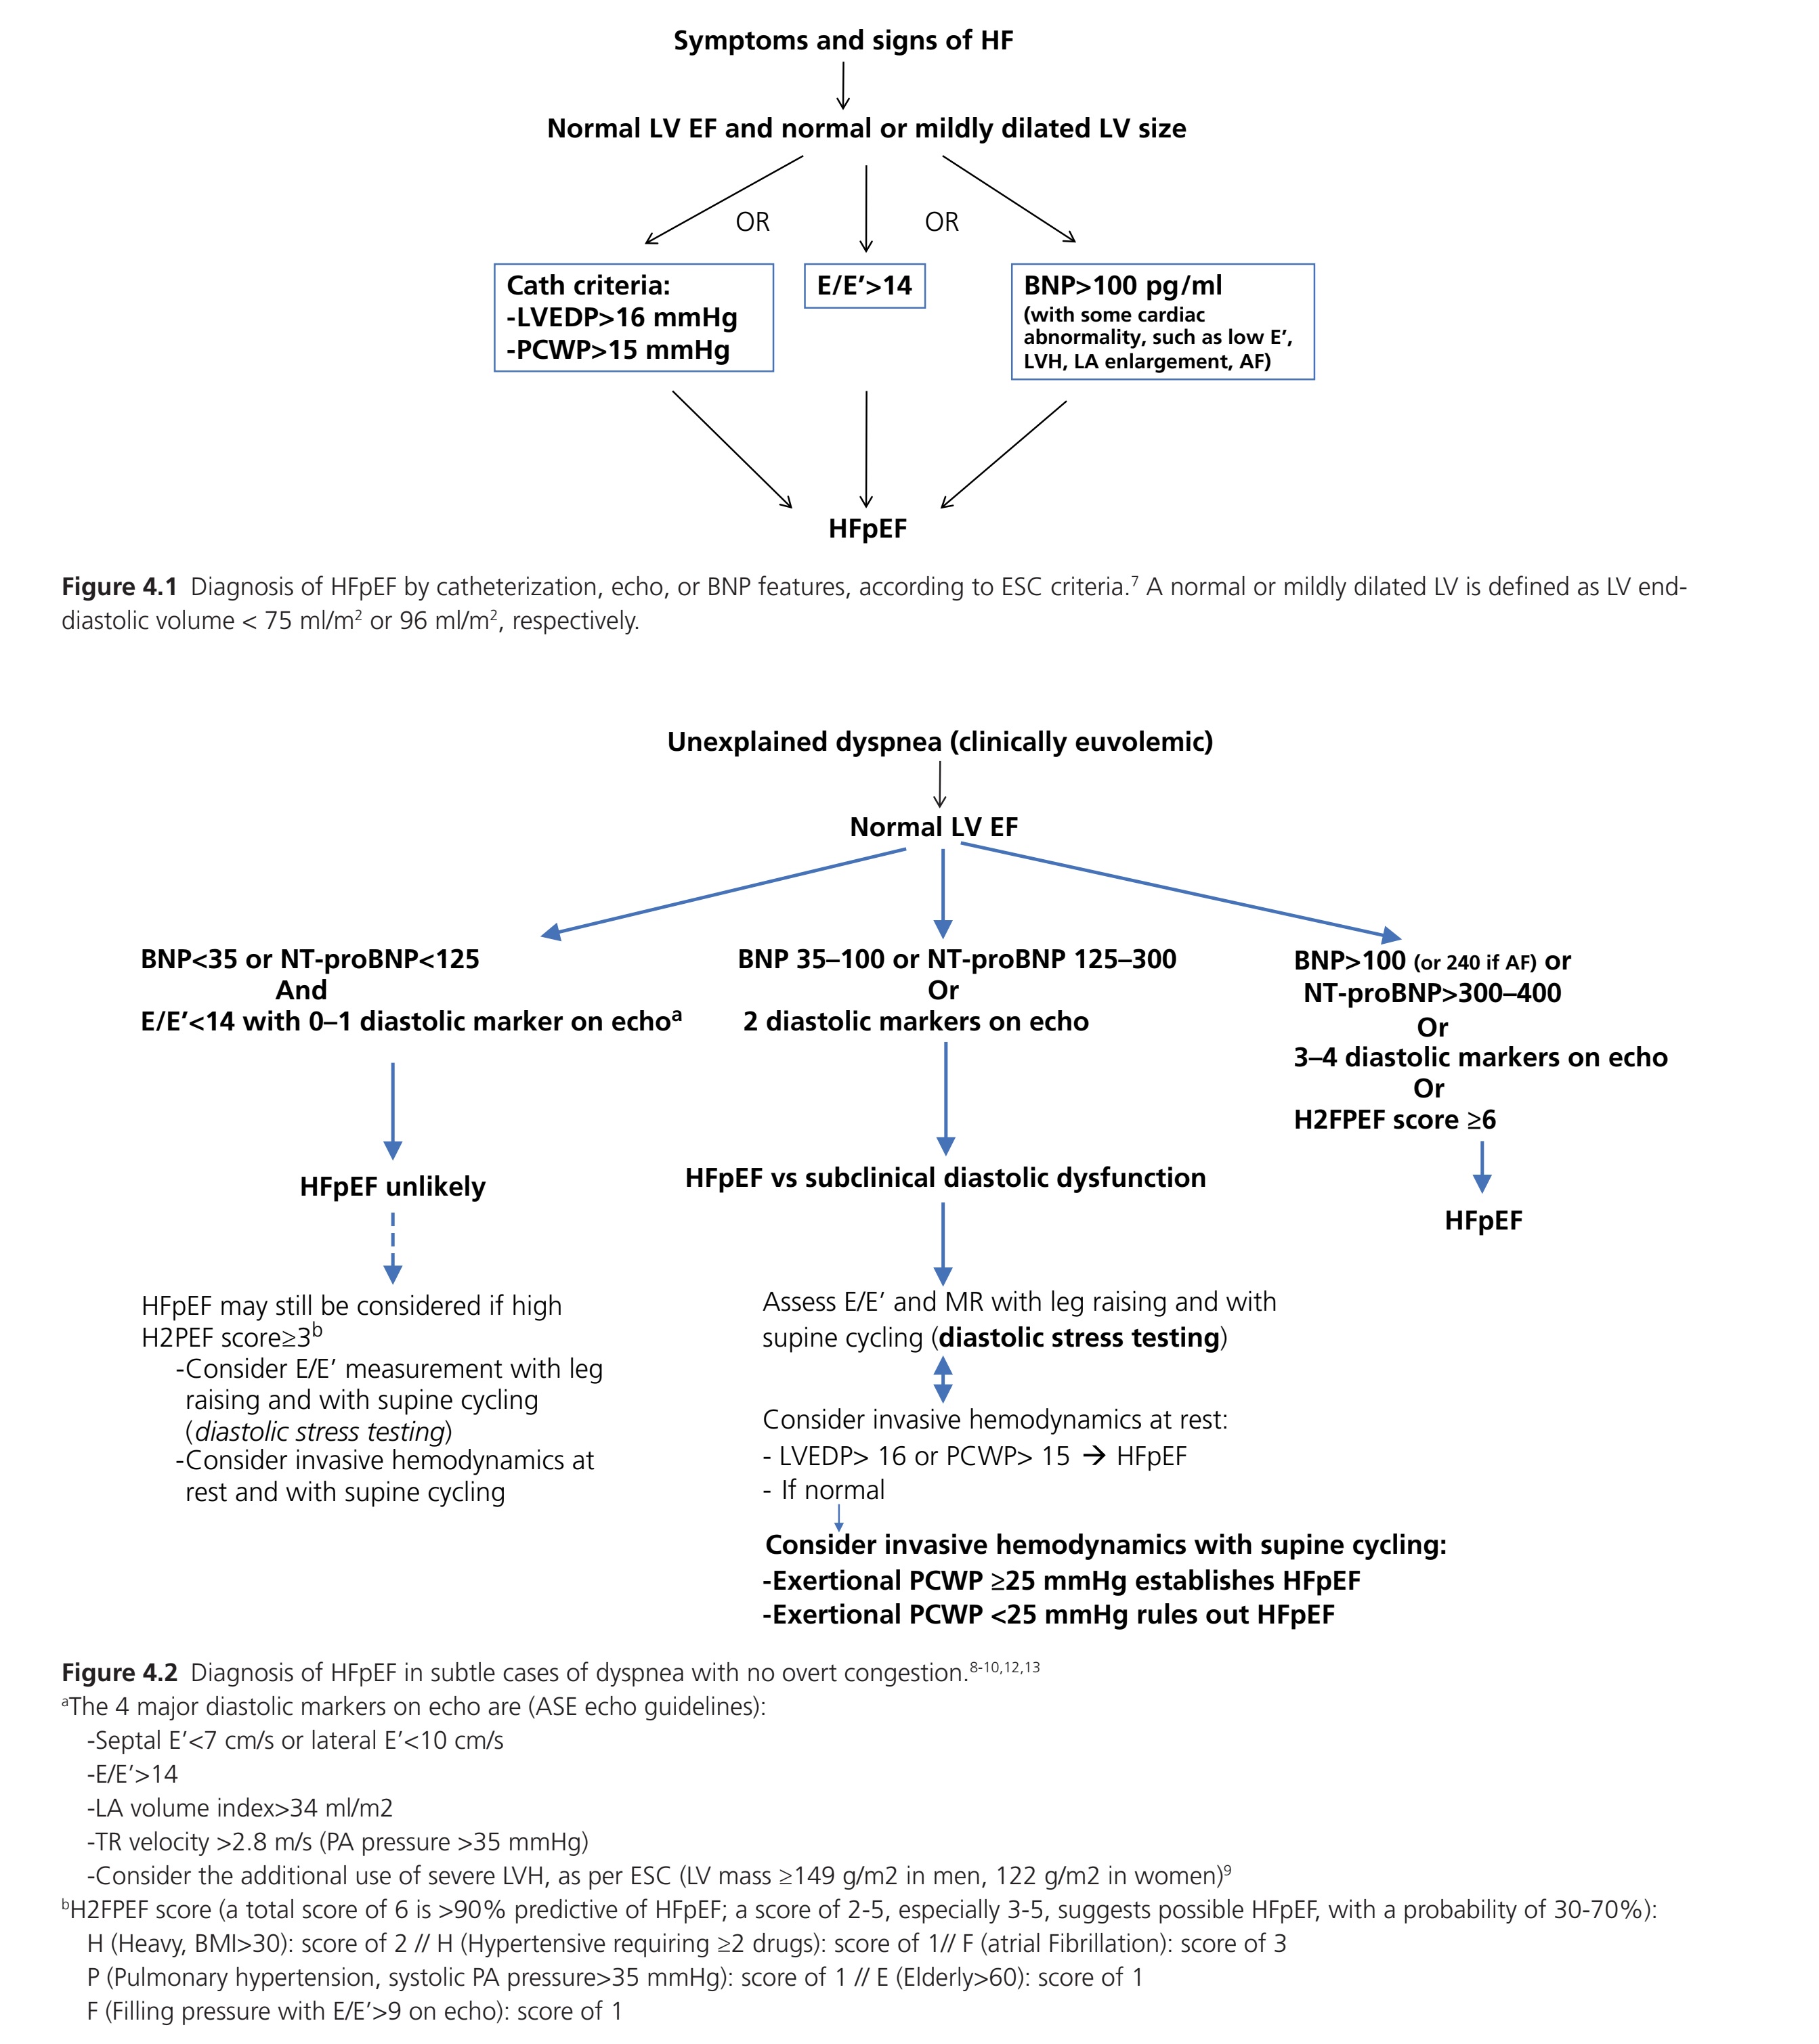 Symptoms and signs of HF
Normal LV EF and normal or mildly dilated LV size
OR
OR
Cath criteria:
-LVEDP>16 mmHg
-PCWP>15 mmHg
E/E′>14
BNP>100 pg/ml
(with some cardiac
abnormality, such as low E′,
LVH, LA enlargement, AF)
HFpEF
Figure 4.1 Diagnosis of HFpEF by catheterization, echo, or BNP features, according to ESC criteria.⁷ A normal or mildly dilated LV is defined as LV end-
diastolic volume < 75 ml/m² or 96 ml/m², respectively.
Unexplained dyspnea (clinically euvolemic)
Normal LV EF
BNP<35 or NT-proBNP<125
And
E/E′<14 with 0–1 diastolic marker on echoᵃ
HFpEF unlikely
HFpEF may still be considered if high
H2PEF score≥3ᵇ
-Consider E/E′ measurement with leg
raising and with supine cycling
(diastolic stress testing)
-Consider invasive hemodynamics at
rest and with supine cycling
BNP 35–100 or NT-proBNP 125–300
Or
2 diastolic markers on echo
HFpEF vs subclinical diastolic dysfunction
Assess E/E′ and MR with leg raising and with
supine cycling (diastolic stress testing)
Consider invasive hemodynamics at rest:
- LVEDP> 16 or PCWP> 15 → HFpEF
- If normal
Consider invasive hemodynamics with supine cycling:
-Exertional PCWP ≥25 mmHg establishes HFpEF
-Exertional PCWP <25 mmHg rules out HFpEF
BNP>100 (or 240 if AF) or
NT-proBNP>300–400
Or
3–4 diastolic markers on echo
Or
H2FPEF score ≥6
HFpEF
Figure 4.2 Diagnosis of HFpEF in subtle cases of dyspnea with no overt congestion.⁸⁻¹⁰,¹²,¹³
ᵃThe 4 major diastolic markers on echo are (ASE echo guidelines):
-Septal E′<7 cm/s or lateral E′<10 cm/s
-E/E′>14
-LA volume index>34 ml/m2
-TR velocity >2.8 m/s (PA pressure >35 mmHg)
-Consider the additional use of severe LVH, as per ESC (LV mass ≥149 g/m2 in men, 122 g/m2 in women)⁹
ᵇH2FPEF score (a total score of 6 is >90% predictive of HFpEF; a score of 2-5, especially 3-5, suggests possible HFpEF, with a probability of 30-70%):
H (Heavy, BMI>30): score of 2 // H (Hypertensive requiring ≥2 drugs): score of 1// F (atrial Fibrillation): score of 3
P (Pulmonary hypertension, systolic PA pressure>35 mmHg): score of 1 // E (Elderly>60): score of 1
F (Filling pressure with E/E′>9 on echo): score of 1